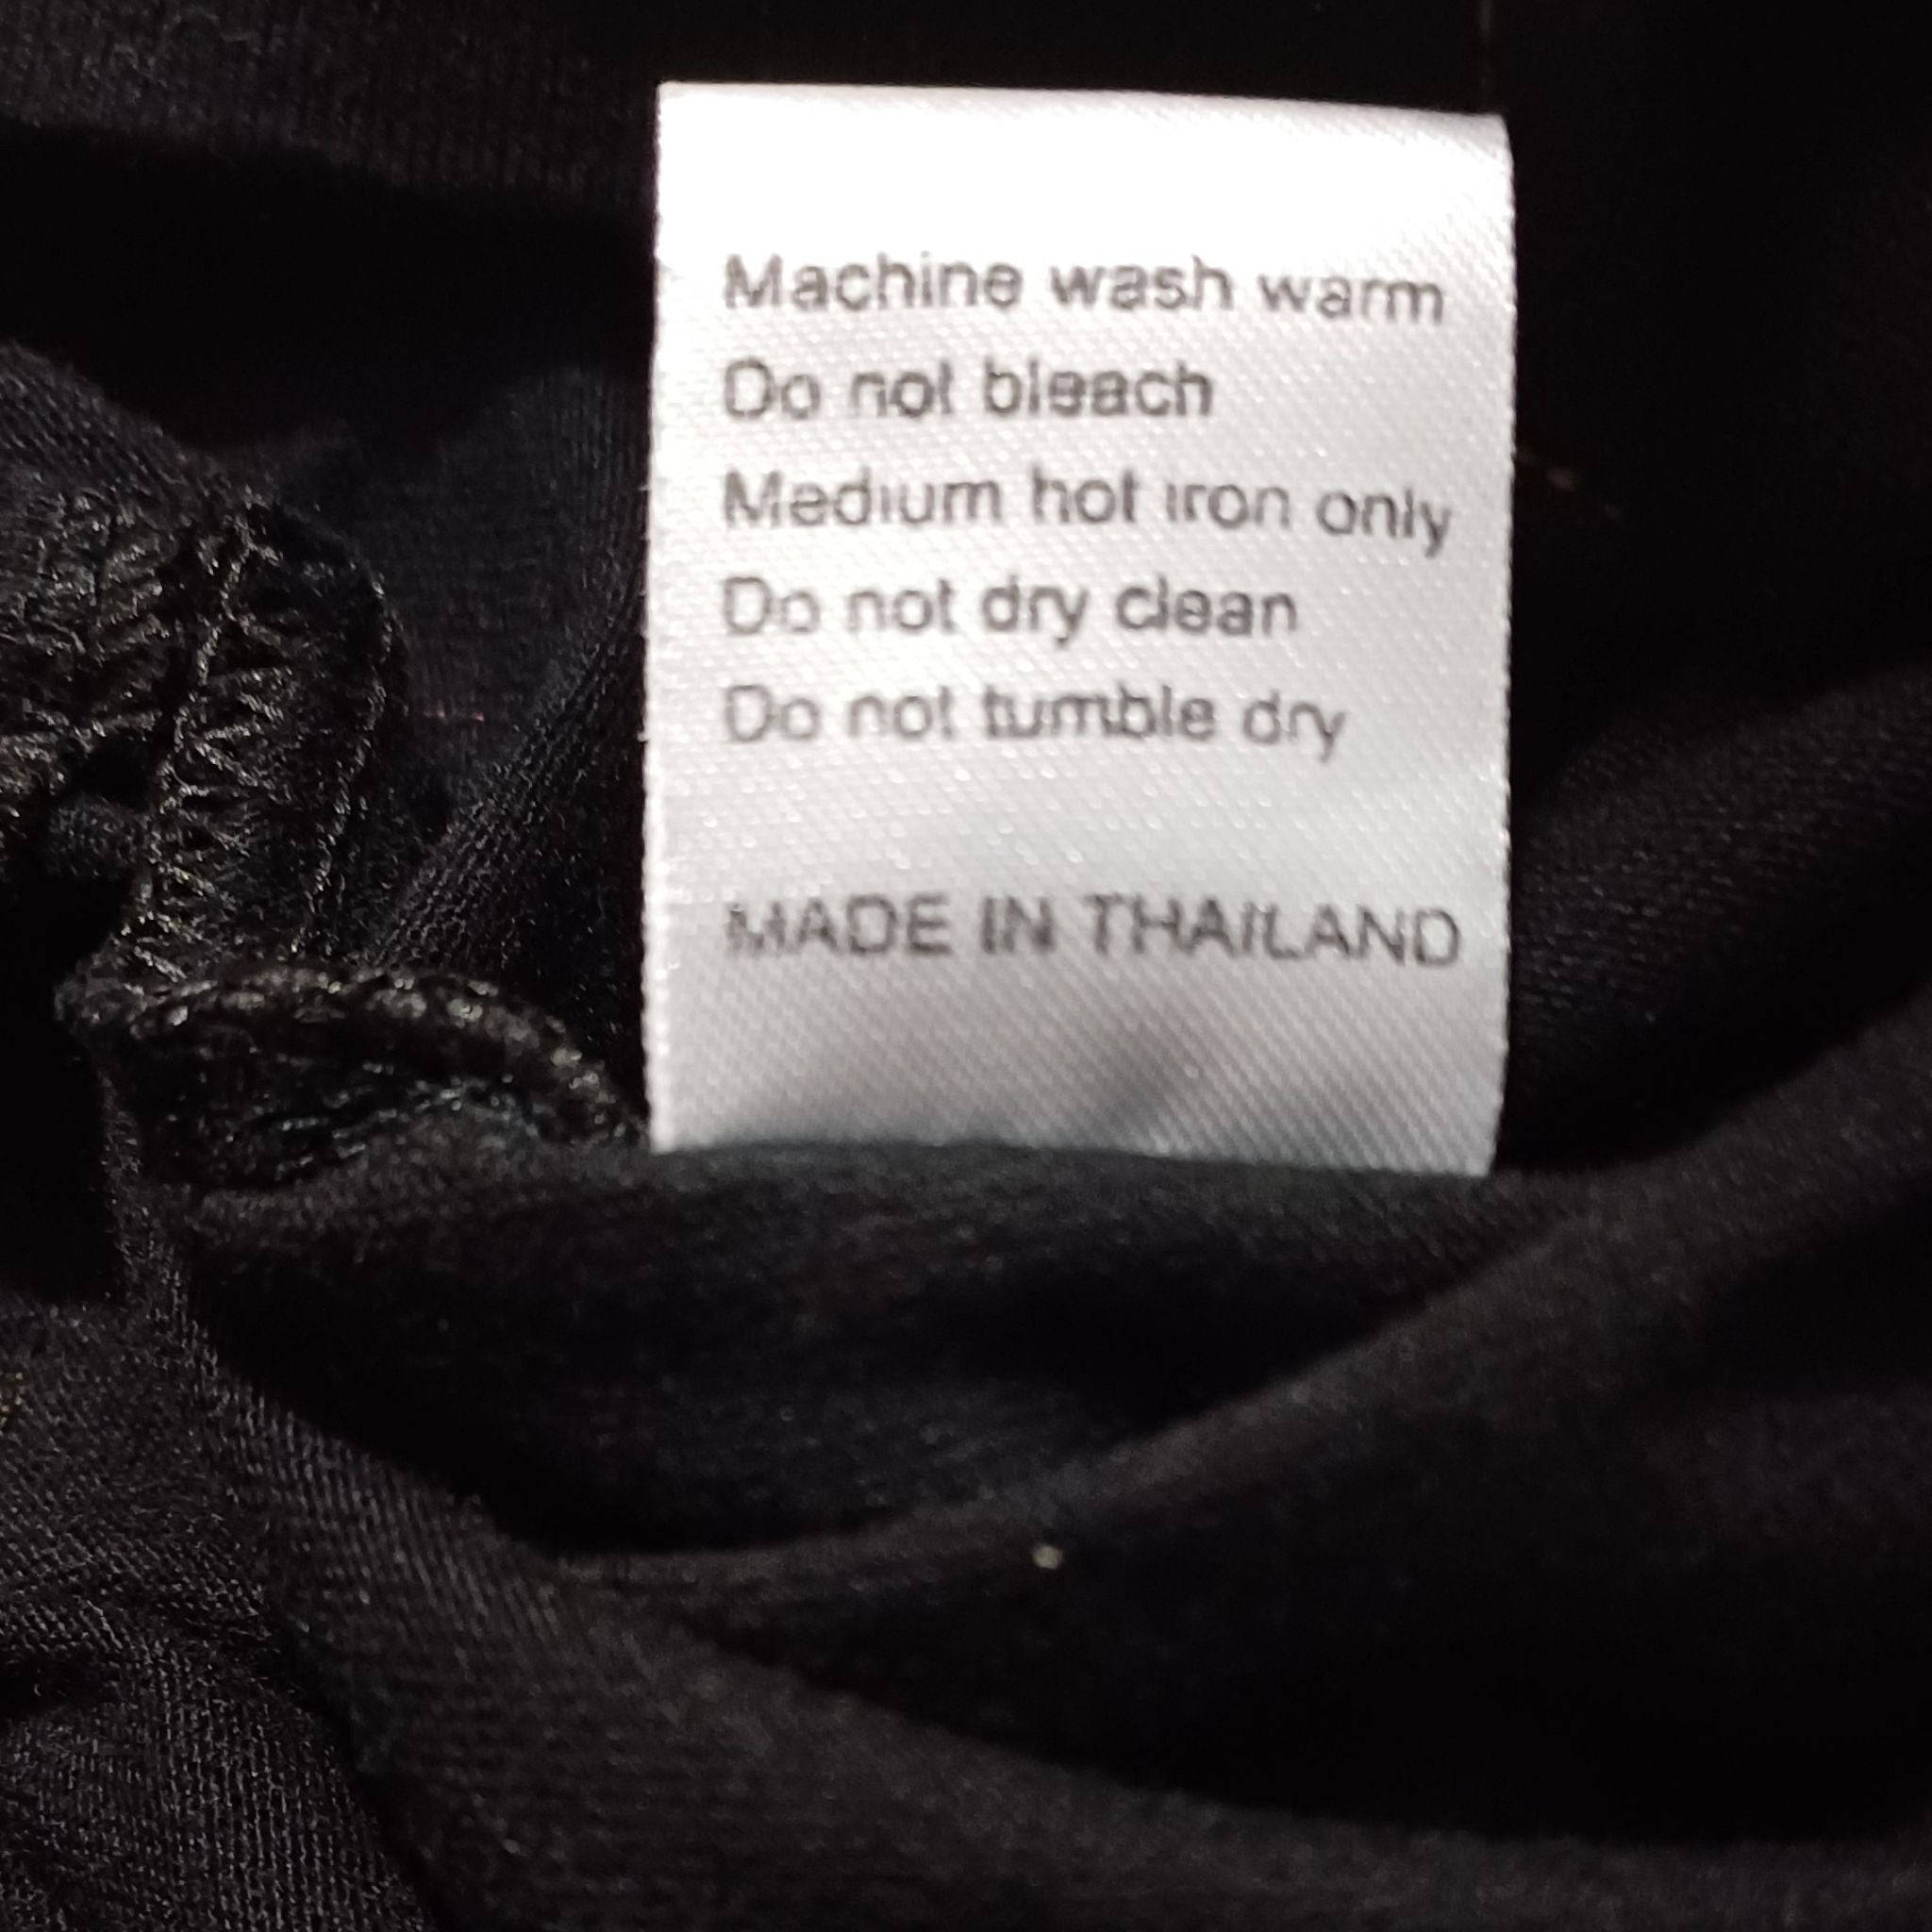 Machine wash warm
Do not bleach
Medium hot iron only
Do not dry clean
Do not tumble dry
MADE IN THAILAND